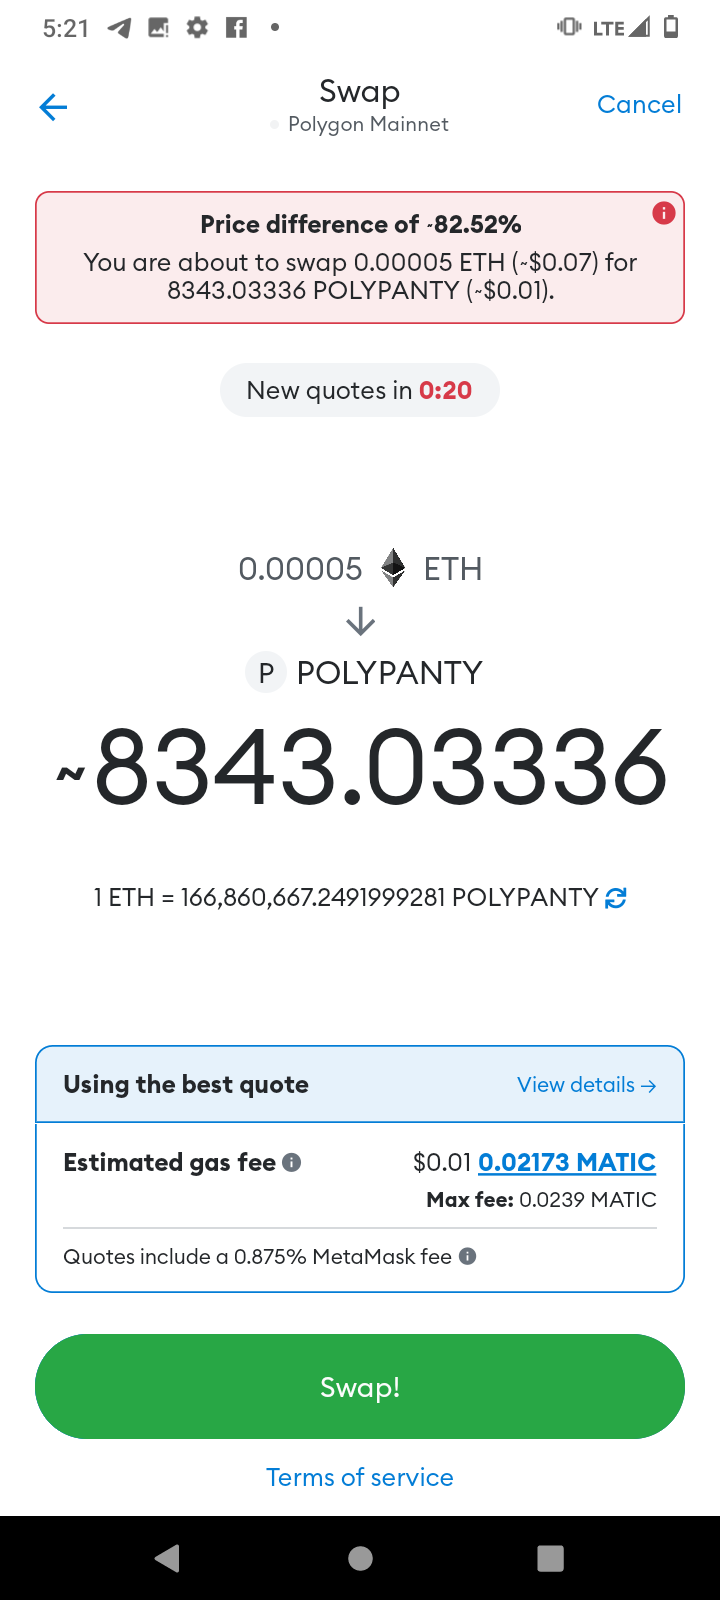 5:21 LTE
Swap
Polygon Mainnet
Cancel
Price difference of ~82.52%
You are about to swap 0.00005 ETH (~$0.07) for
8343.03336 POLYPANTY (~$0.01).
New quotes in 0:20
0.00005 ETH
P POLYPANTY
~8343.03336
1 ETH = 166,860,667.2491999281 POLYPANTY
Using the best quote View details →
Estimated gas fee $0.01 0.02173 MATIC
Max fee: 0.0239 MATIC
Quotes include a 0.875% MetaMask fee
Swap!
Terms of service